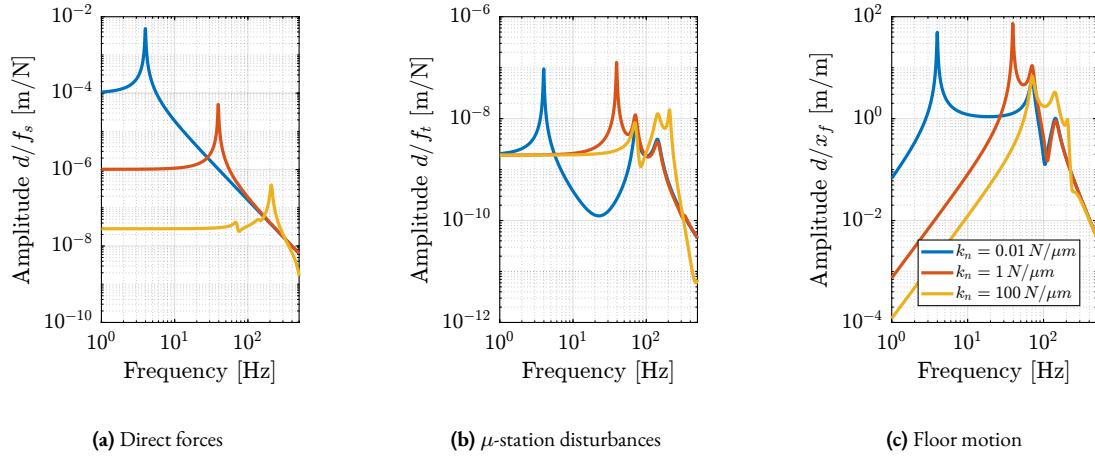 10^-2
10^-4
10^-6
10^-8
10^-10
Amplitude d/f_s [m/N]
10^0 10^1 10^2
Frequency [Hz]
10^-6
10^-8
10^-10
10^-12
Amplitude d/f_t [m/N]
10^0 10^1 10^2
Frequency [Hz]
10^2
10^0
10^-2
10^-4
Amplitude d/x_f [m/m]
k_n = 0.01 N/μm
k_n = 1 N/μm
k_n = 100 N/μm
10^0 10^1 10^2
Frequency [Hz]
(a) Direct forces
(b) μ-station disturbances
(c) Floor motion